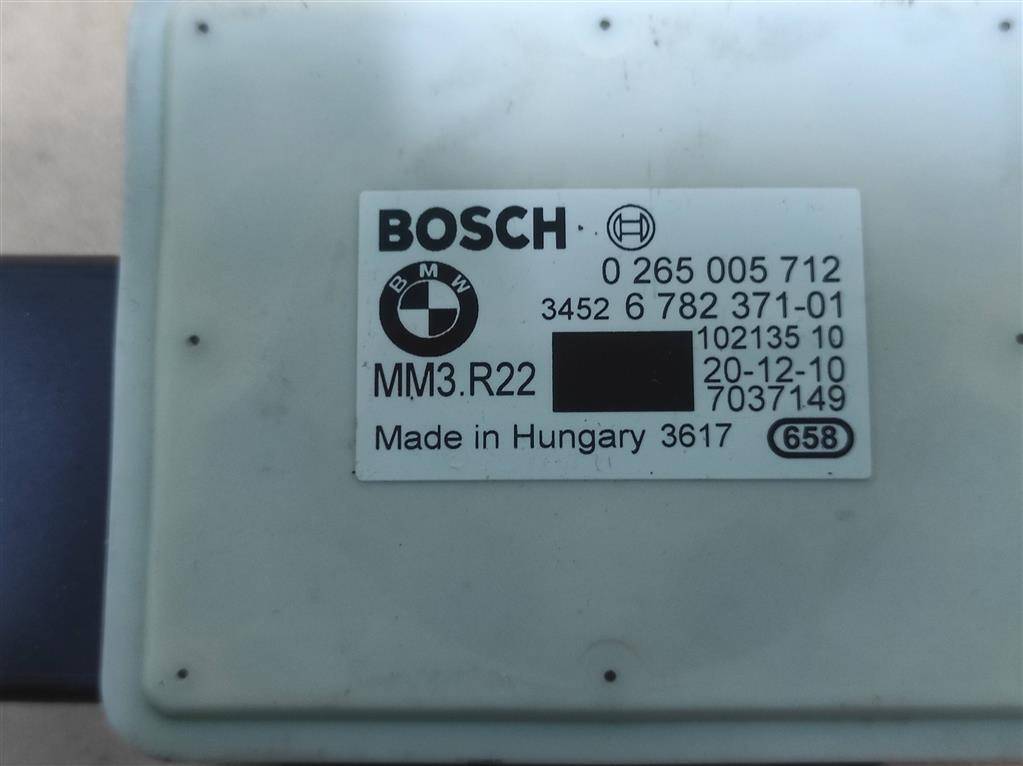 BOSCH
0 265 005 712
BMW
3452 6 782 371-01
102135 10
MM3.R22
20-12-10
7037149
Made in Hungary 3617
658